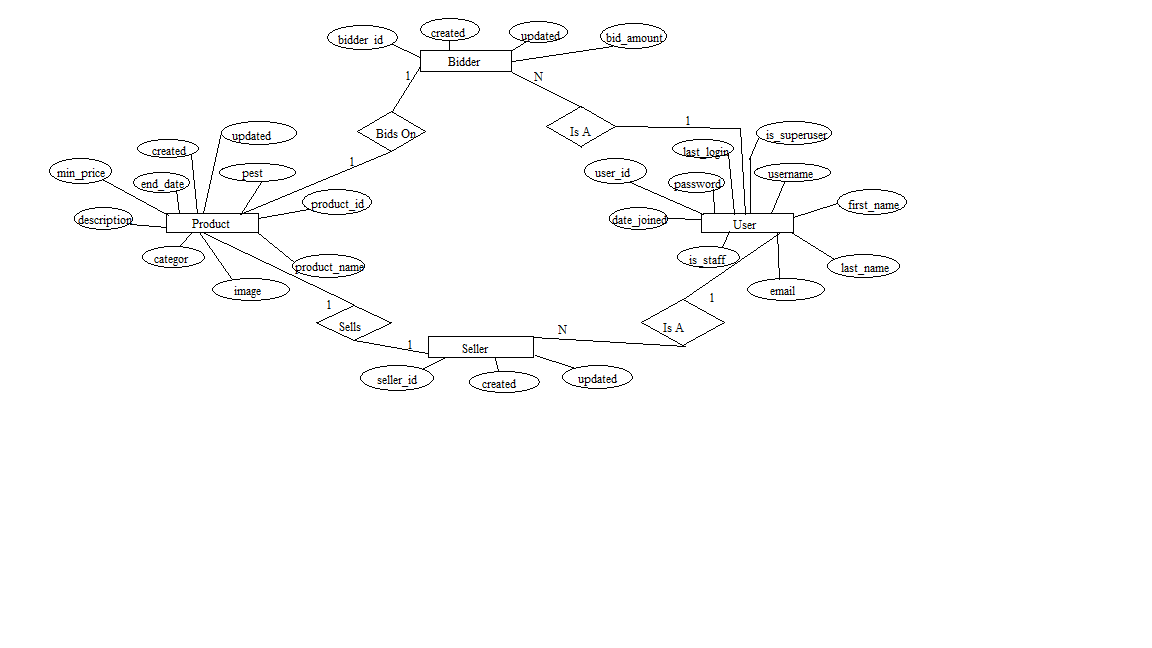 bidder_id
created
updated
bid_amount
Bidder
1
N
Bids On
Is A
1
1
updated
created
min_price
end_date
pest
product_id
description
Product
categor
product_name
image
is_superuser
last_login
user_id
password
username
first_name
date_joined
User
is_staff
last_name
email
1
1
Sells
1
N
Is A
Seller
seller_id
created
updated